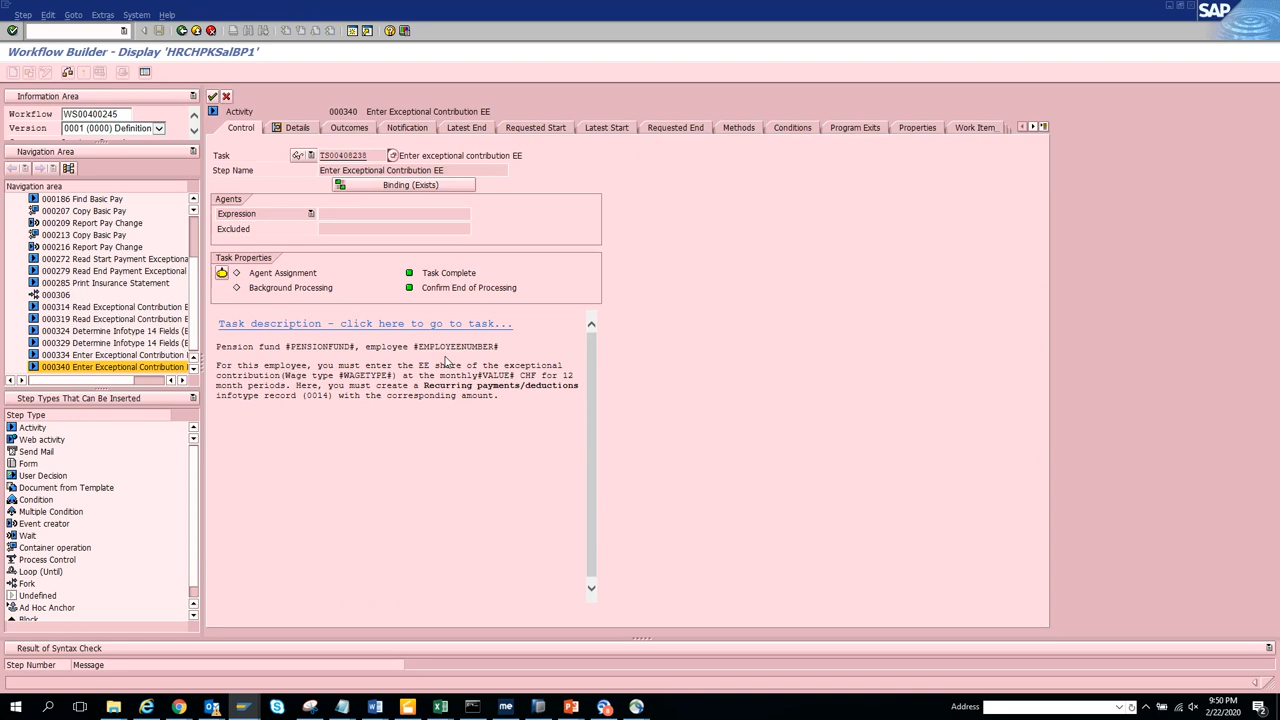 Step Edit Goto Extras System Help
SAP
Workflow Builder - Display 'HRCHPKSalBP1'
Information Area
Workflow WS00400245
Version 0001 (0000) Definition
Navigation Area
Navigation area
000186 Find Basic Pay
000207 Copy Basic Pay
000209 Report Pay Change
000213 Copy Basic Pay
000216 Report Pay Change
000272 Read Start Payment Exceptiona
000279 Read End Payment Exceptiona
000285 Print Insurance Statement
000306
000314 Read Exceptional Contribution E
000319 Read Exceptional Contribution E
000324 Determine Infotype 14 Fields (E
000329 Determine Infotype 14 Fields (E
000334 Enter Exceptional Contribution
000340 Enter Exceptional Contribution
Step Types That Can Be Inserted
Step Type
Activity
Web activity
Send Mail
Form
User Decision
Document from Template
Condition
Multiple Condition
Event creator
Wait
Container operation
Process Control
Loop (Until)
Fork
Undefined
Ad Hoc Anchor
Block
Activity 000340 Enter Exceptional Contribution EE
Control Details Outcomes Notification Latest End Requested Start Latest Start Requested End Methods Conditions Program Exits Properties Work Item
Task TS00408238 Enter exceptional contribution EE
Step Name Enter Exceptional Contribution EE
Binding (Exists)
Agents
Expression
Excluded
Task Properties
Agent Assignment Task Complete
Background Processing Confirm End of Processing
Task description - click here to go to task...
Pension fund #PENSIONFUND#, employee #EMPLOYEENUMBER#
For this employee, you must enter the EE share of the exceptional
contribution(Wage type #WAGETYPE#) at the monthly#VALUE# CHF for 12
month periods. Here, you must create a Recurring payments/deductions
infotype record (0014) with the corresponding amount.
Result of Syntax Check
Step Number Message
Address
9:50 PM
2/22/2020